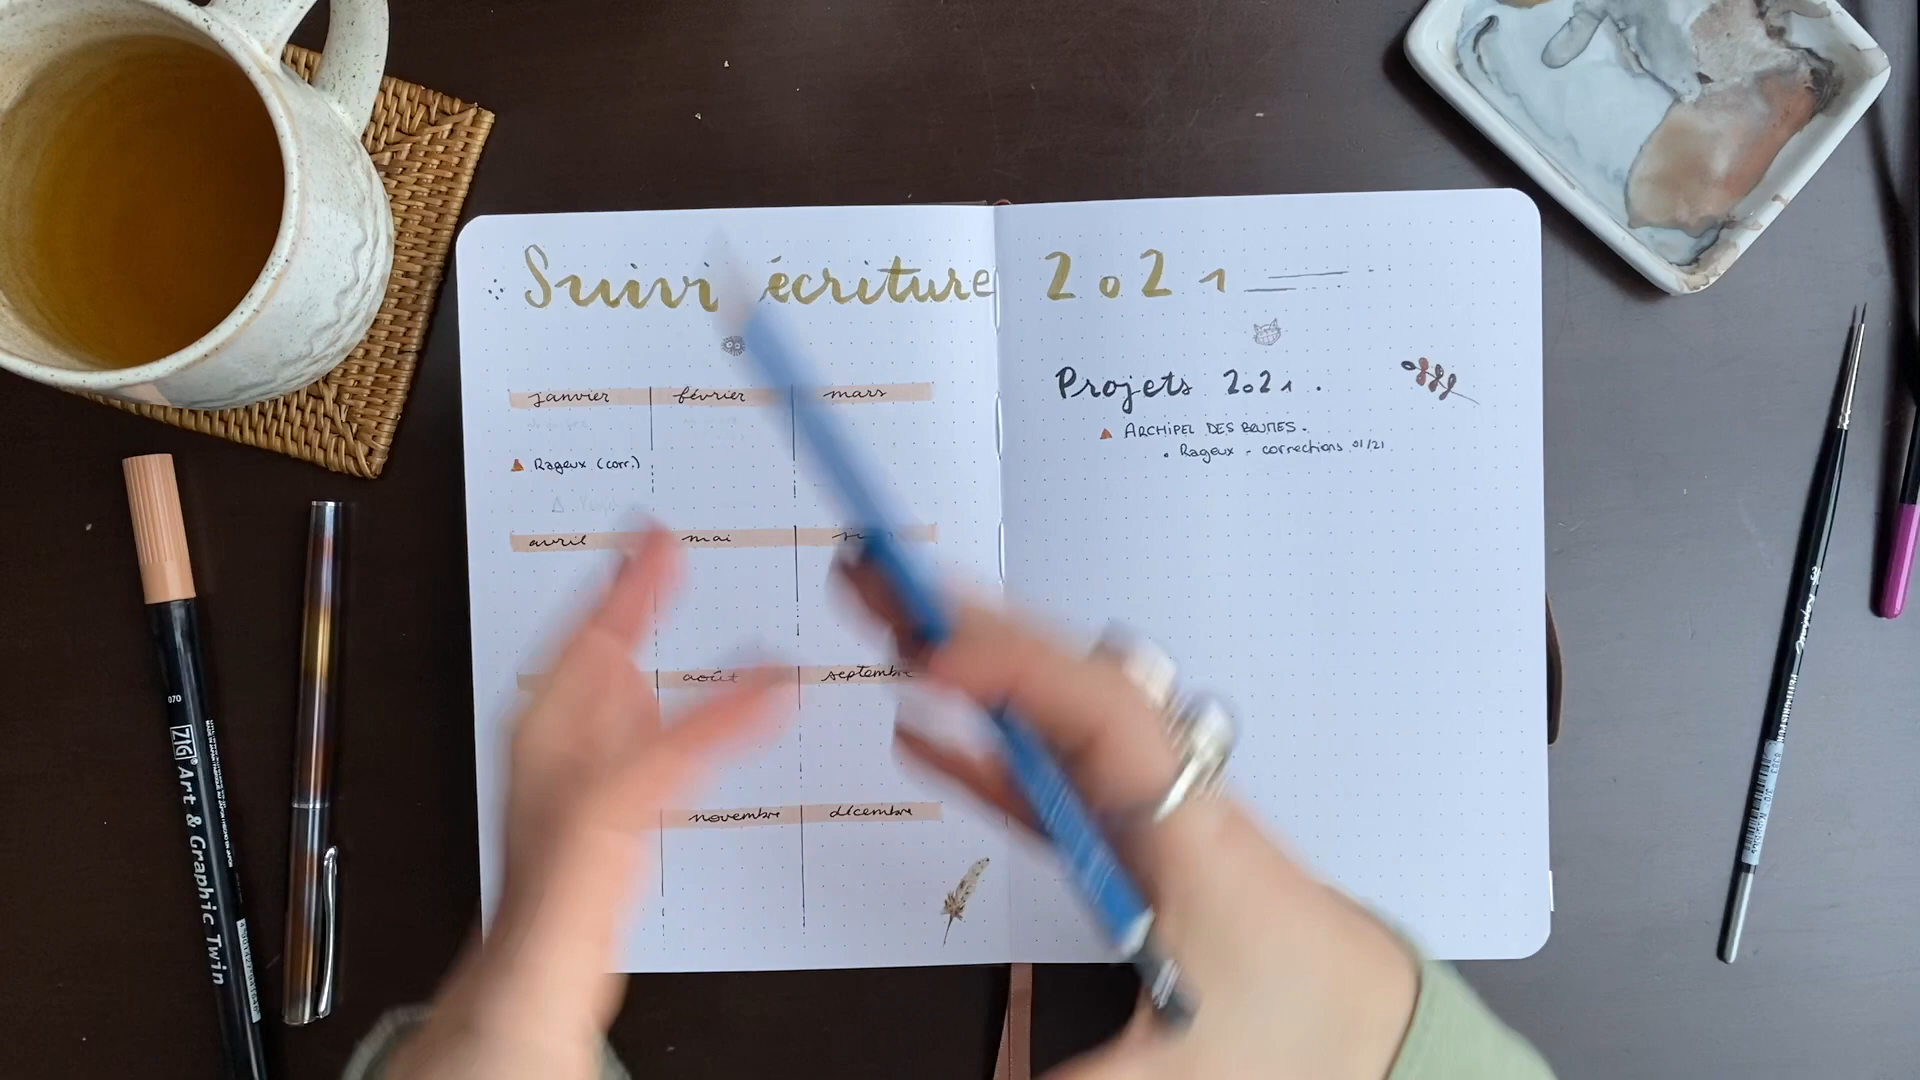 Suivi écriture 2021
janvier février mars
Rageux (corr.)
avril mai
août septembre
novembre décembre
Projets 2021.
ARCHIPEL DES BRUMES.
• Rageux - corrections 01/21
070
ZIG® Art & Graphic Twin